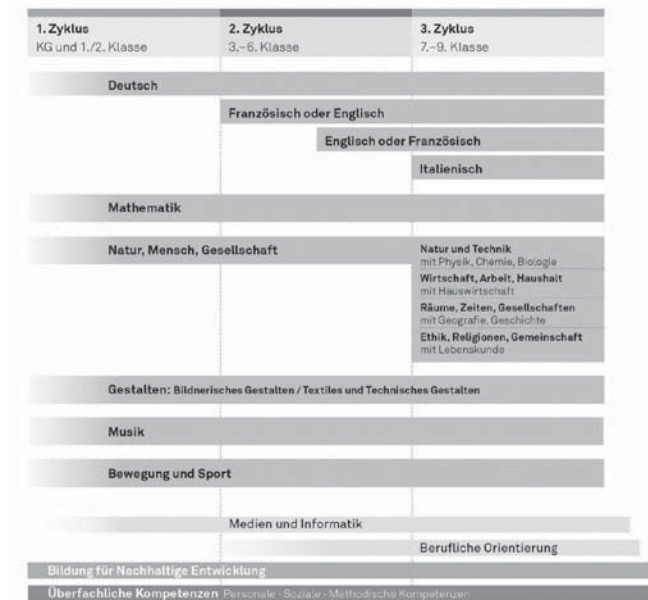 1. Zyklus
KG und 1./2. Klasse
2. Zyklus
3.–6. Klasse
3. Zyklus
7.–9. Klasse
Deutsch
Französisch oder Englisch
Englisch oder Französisch
Italienisch
Mathematik
Natur, Mensch, Gesellschaft
Natur und Technik
mit Physik, Chemie, Biologie
Wirtschaft, Arbeit, Haushalt
mit Hauswirtschaft
Räume, Zeiten, Gesellschaften
mit Geografie, Geschichte
Ethik, Religionen, Gemeinschaft
mit Lebenskunde
Gestalten: Bildnerisches Gestalten / Textiles und Technisches Gestalten
Musik
Bewegung und Sport
Medien und Informatik
Berufliche Orientierung
Bildung für Nachhaltige Entwicklung
Überfachliche Kompetenzen Personale - Soziale - Methodische Kompetenzen